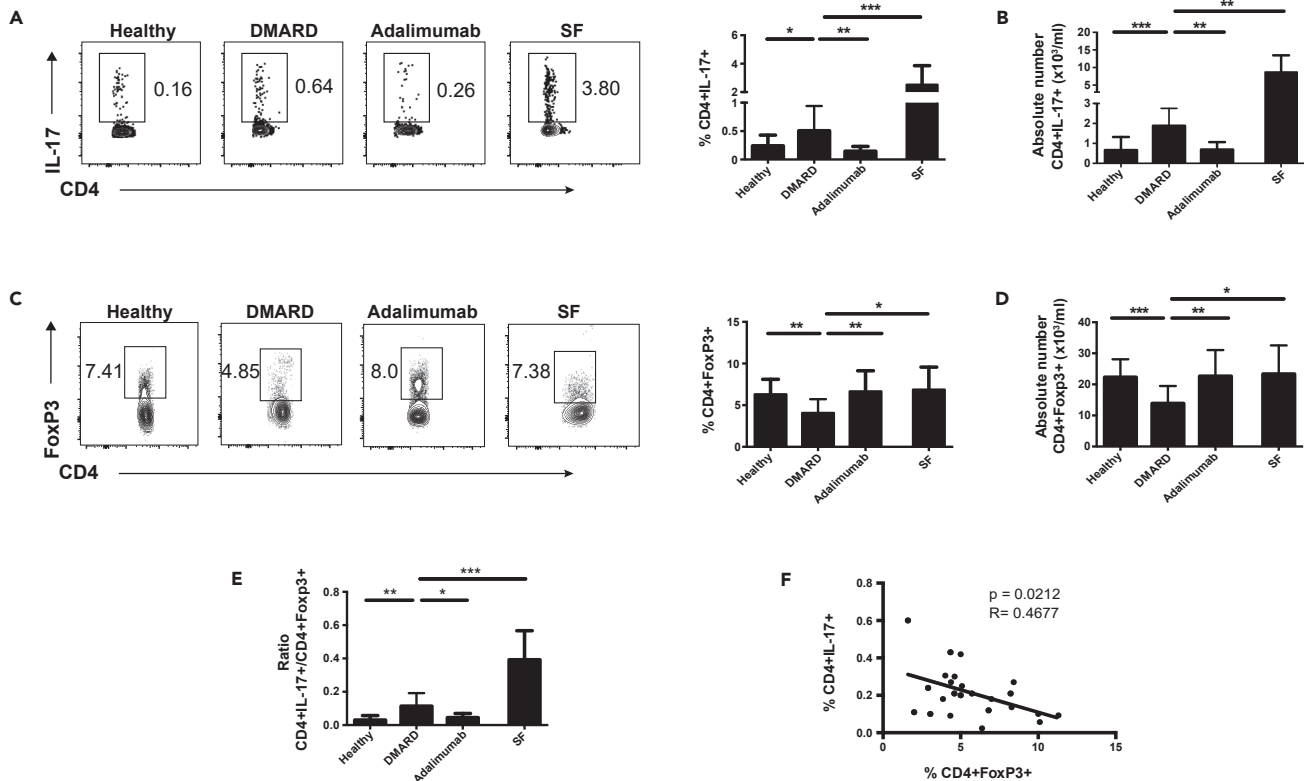 A
Healthy
DMARD
Adalimumab
SF
0.16
0.64
0.26
3.80
IL-17
CD4
% CD4+IL-17+
6
4
2
1
0.5
0
*
**
***
Healthy
DMARD
Adalimumab
SF
B
Absolute number
CD4+IL-17+ (x10³/ml)
20
15
10
5
4
3
2
1
0
***
**
**
Healthy
DMARD
Adalimumab
SF
C
Healthy
DMARD
Adalimumab
SF
7.41
4.85
8.0
7.38
FoxP3
CD4
% CD4+FoxP3+
15
10
5
0
**
**
*
Healthy
DMARD
Adalimumab
SF
D
Absolute number
CD4+Foxp3+ (x10³/ml)
40
30
20
10
0
***
**
*
Healthy
DMARD
Adalimumab
SF
E
Ratio
CD4+IL-17+/CD4+Foxp3+
0.8
0.6
0.4
0.2
0.0
**
*
***
Healthy
DMARD
Adalimumab
SF
F
% CD4+IL-17+
0.8
0.6
0.4
0.2
0.0
p = 0.0212
R= 0.4677
0
5
10
15
% CD4+FoxP3+